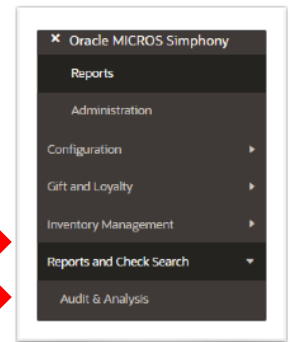 × Oracle MICROS Simphony
Reports
Administration
Configuration
Gift and Loyalty
Inventory Management
Reports and Check Search
Audit & Analysis